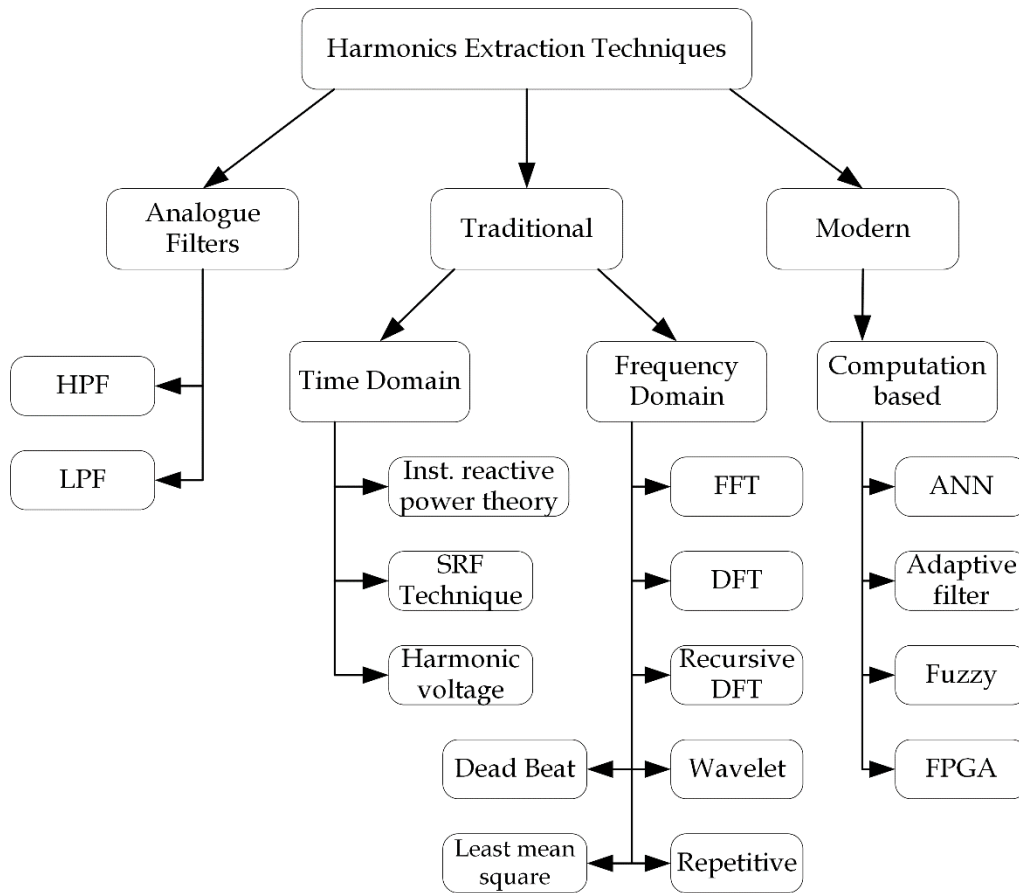 Harmonics Extraction Techniques
Analogue
Filters
Traditional
Modern
HPF
LPF
Time Domain
Frequency
Domain
Computation
based
Inst. reactive
power theory
SRF
Technique
Harmonic
voltage
FFT
DFT
Recursive
DFT
Dead Beat
Wavelet
Least mean
square
Repetitive
ANN
Adaptive
filter
Fuzzy
FPGA